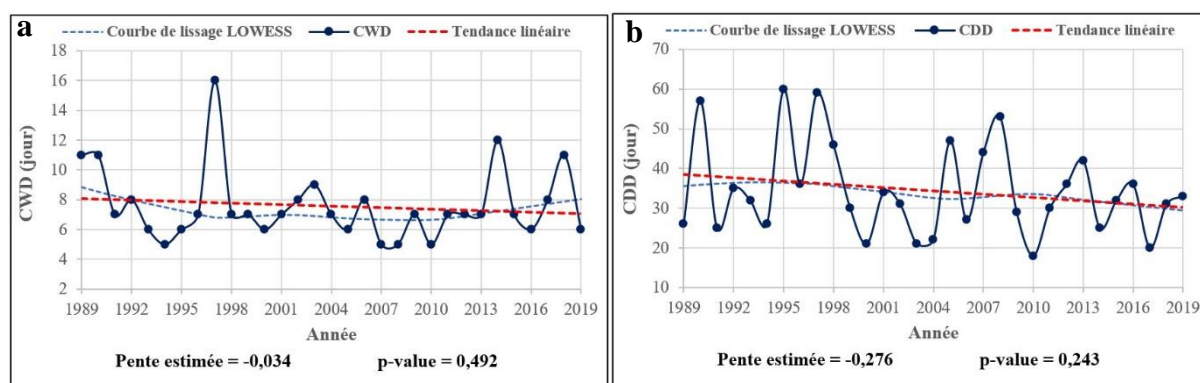 a
Courbe de lissage LOWESS CWD Tendance linéaire
18
16
14
12
10
8
6
4
2
CWD (jour)
1989 1992 1995 1998 2001 2004 2007 2010 2013 2016 2019
Année
Pente estimée = -0,034 p-value = 0,492
b
Courbe de lissage LOWESS CDD Tendance linéaire
70
60
50
40
30
20
10
CDD (jour)
1989 1992 1995 1998 2001 2004 2007 2010 2013 2016 2019
Année
Pente estimée = -0,276 p-value = 0,243